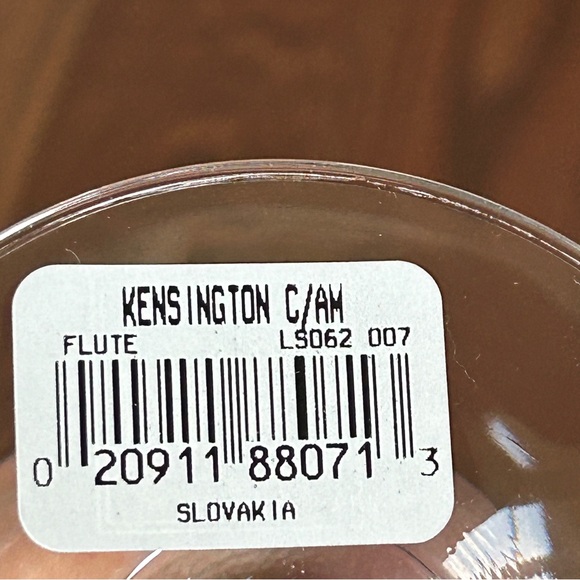 KENSINGTON C/AM
FLUTE LS062 007
0 20911 88071 3
SLOVAKIA